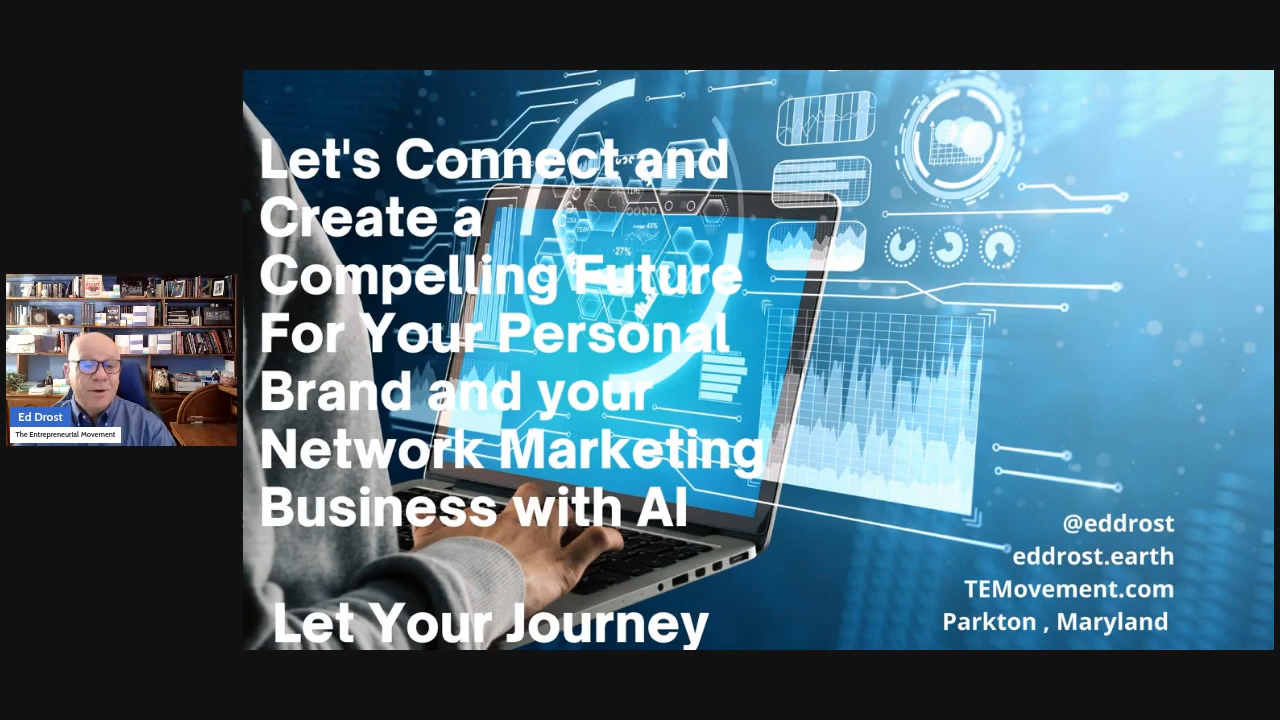 Let's Connect and
Create a
Compelling Future
For Your Personal
Brand and your
Network Marketing
Business with AI
Let Your Journey
@eddrost
eddrost.earth
TEMovement.com
Parkton , Maryland
Ed Drost
The Entrepreneurial Movement
-27%